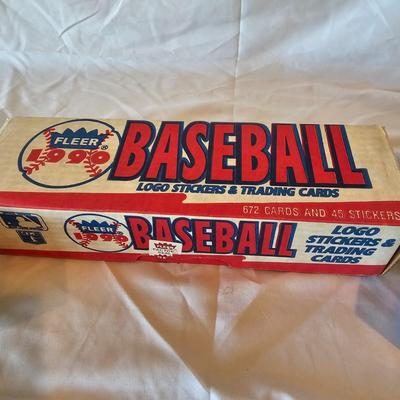 FLEER®
1990
BASEBALL
LOGO STICKERS & TRADING CARDS
672 CARDS AND 45 STICKERS
FLEER
1990
BASEBALL
LOGO
STICKERS &
TRADING
CARDS